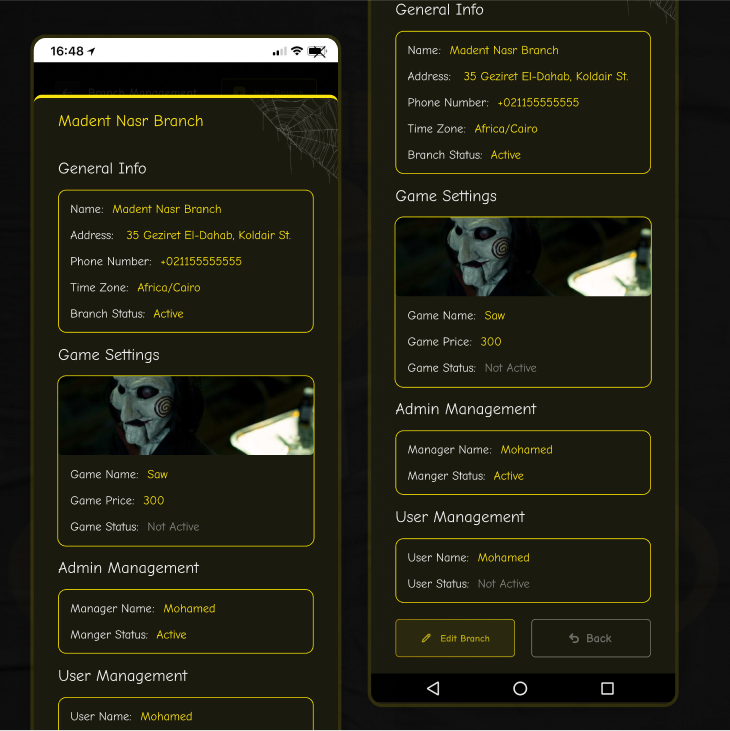 16:48
Branch Management
Madent Nasr Branch
General Info
Name: Madent Nasr Branch
Address: 35 Geziret El-Dahab, Koldair St.
Phone Number: +021155555555
Time Zone: Africa/Cairo
Branch Status: Active
Game Settings
Game Name: Saw
Game Price: 300
Game Status: Not Active
Admin Management
Manager Name: Mohamed
Manger Status: Active
User Management
User Name: Mohamed
General Info
Name: Madent Nasr Branch
Address: 35 Geziret El-Dahab, Koldair St.
Phone Number: +021155555555
Time Zone: Africa/Cairo
Branch Status: Active
Game Settings
Game Name: Saw
Game Price: 300
Game Status: Not Active
Admin Management
Manager Name: Mohamed
Manger Status: Active
User Management
User Name: Mohamed
User Status: Not Active
Edit Branch
Back